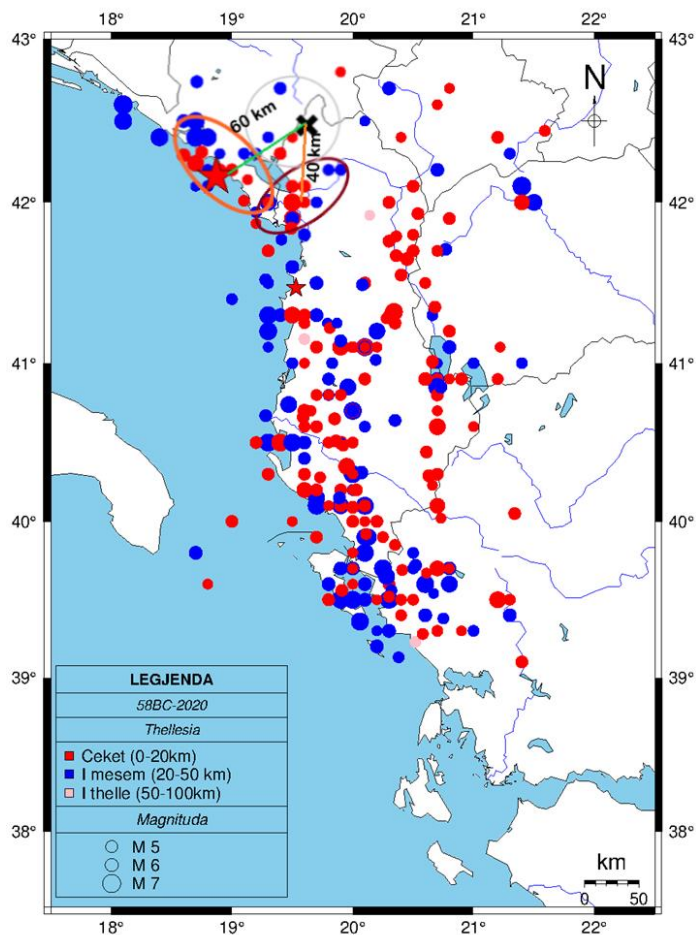 18° 19° 20° 21° 22°
43° 43°
N
60 km
40 km
42° 42°
41° 41°
40° 40°
39° 39°
LEGJENDA
58BC-2020
Thellesia
Ceket (0-20km)
I mesem (20-50 km)
I thelle (50-100km)
Magnituda
M 5
M 6
M 7
38° 38°
km
0 50
18° 19° 20° 21° 22°